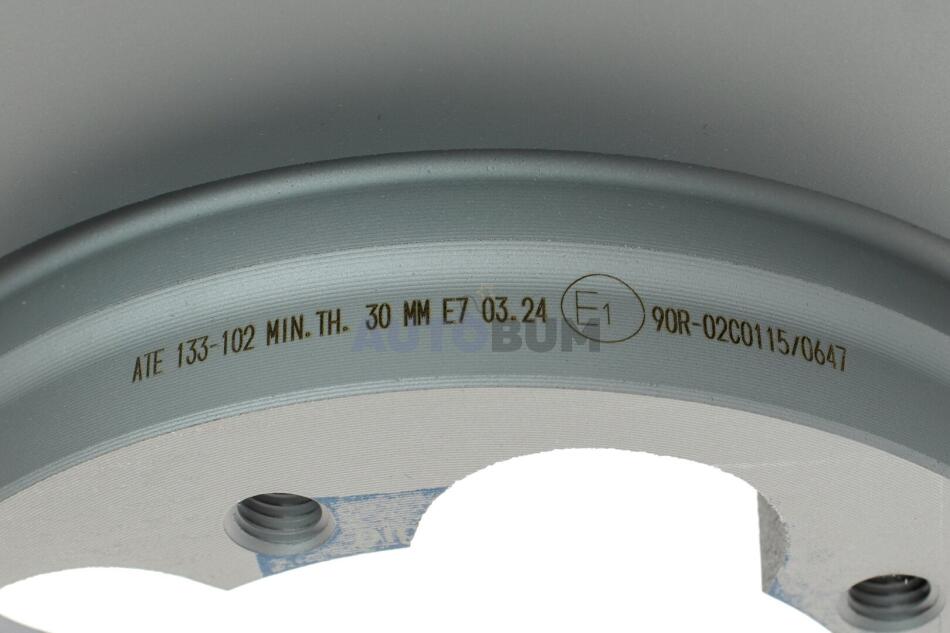 ATE 133-102 MIN.TH. 30 MM E7 03.24 E1 90R-02C0115/0647
AUTOBUM